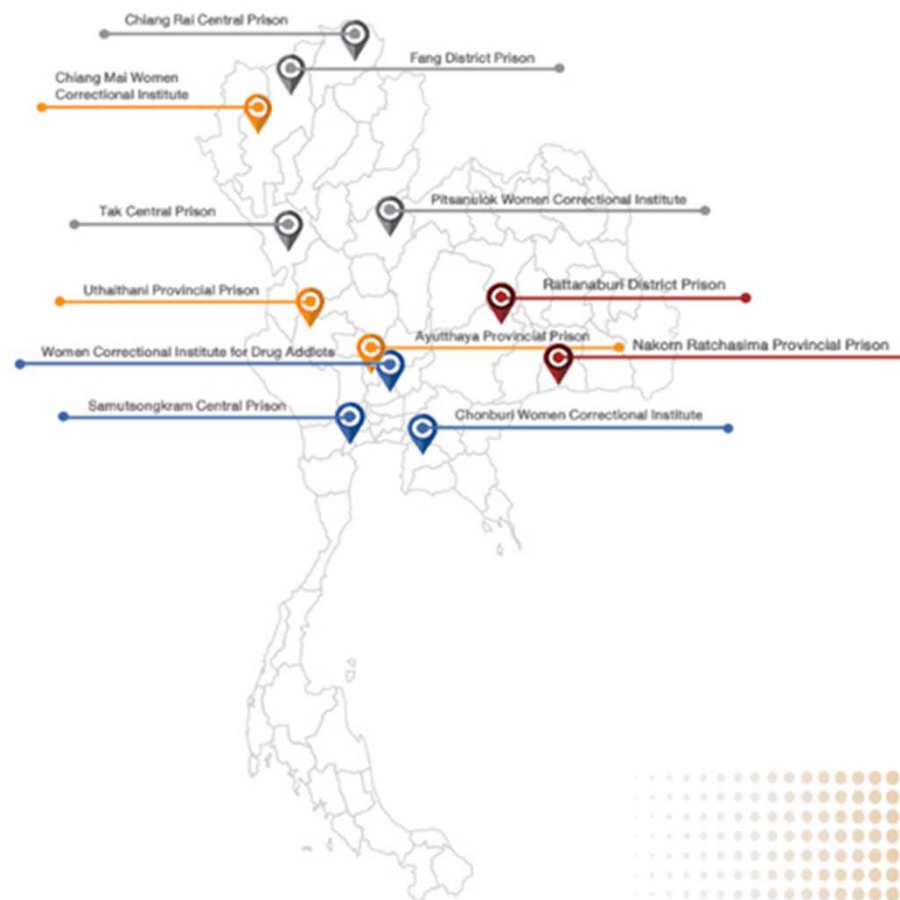 Chiang Rai Central Prison
Fang District Prison
Chiang Mai Women
Correctional Institute
Pitsanulok Women Correctional Institute
Tak Central Prison
Rattanaburi District Prison
Uthaithani Provincial Prison
Ayutthaya Provincial Prison
Nakorn Ratchasima Provincial Prison
Women Correctional Institute for Drug Addicts
Samutsongkram Central Prison
Chonburi Women Correctional Institute